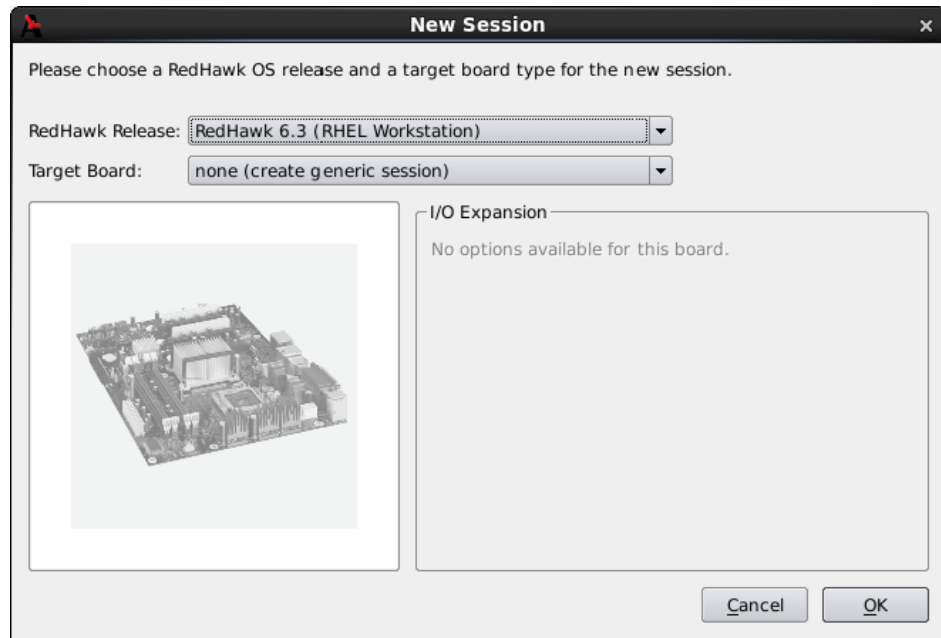 New Session
Please choose a RedHawk OS release and a target board type for the new session.
RedHawk Release: RedHawk 6.3 (RHEL Workstation)
Target Board: none (create generic session)
I/O Expansion
No options available for this board.
Cancel OK